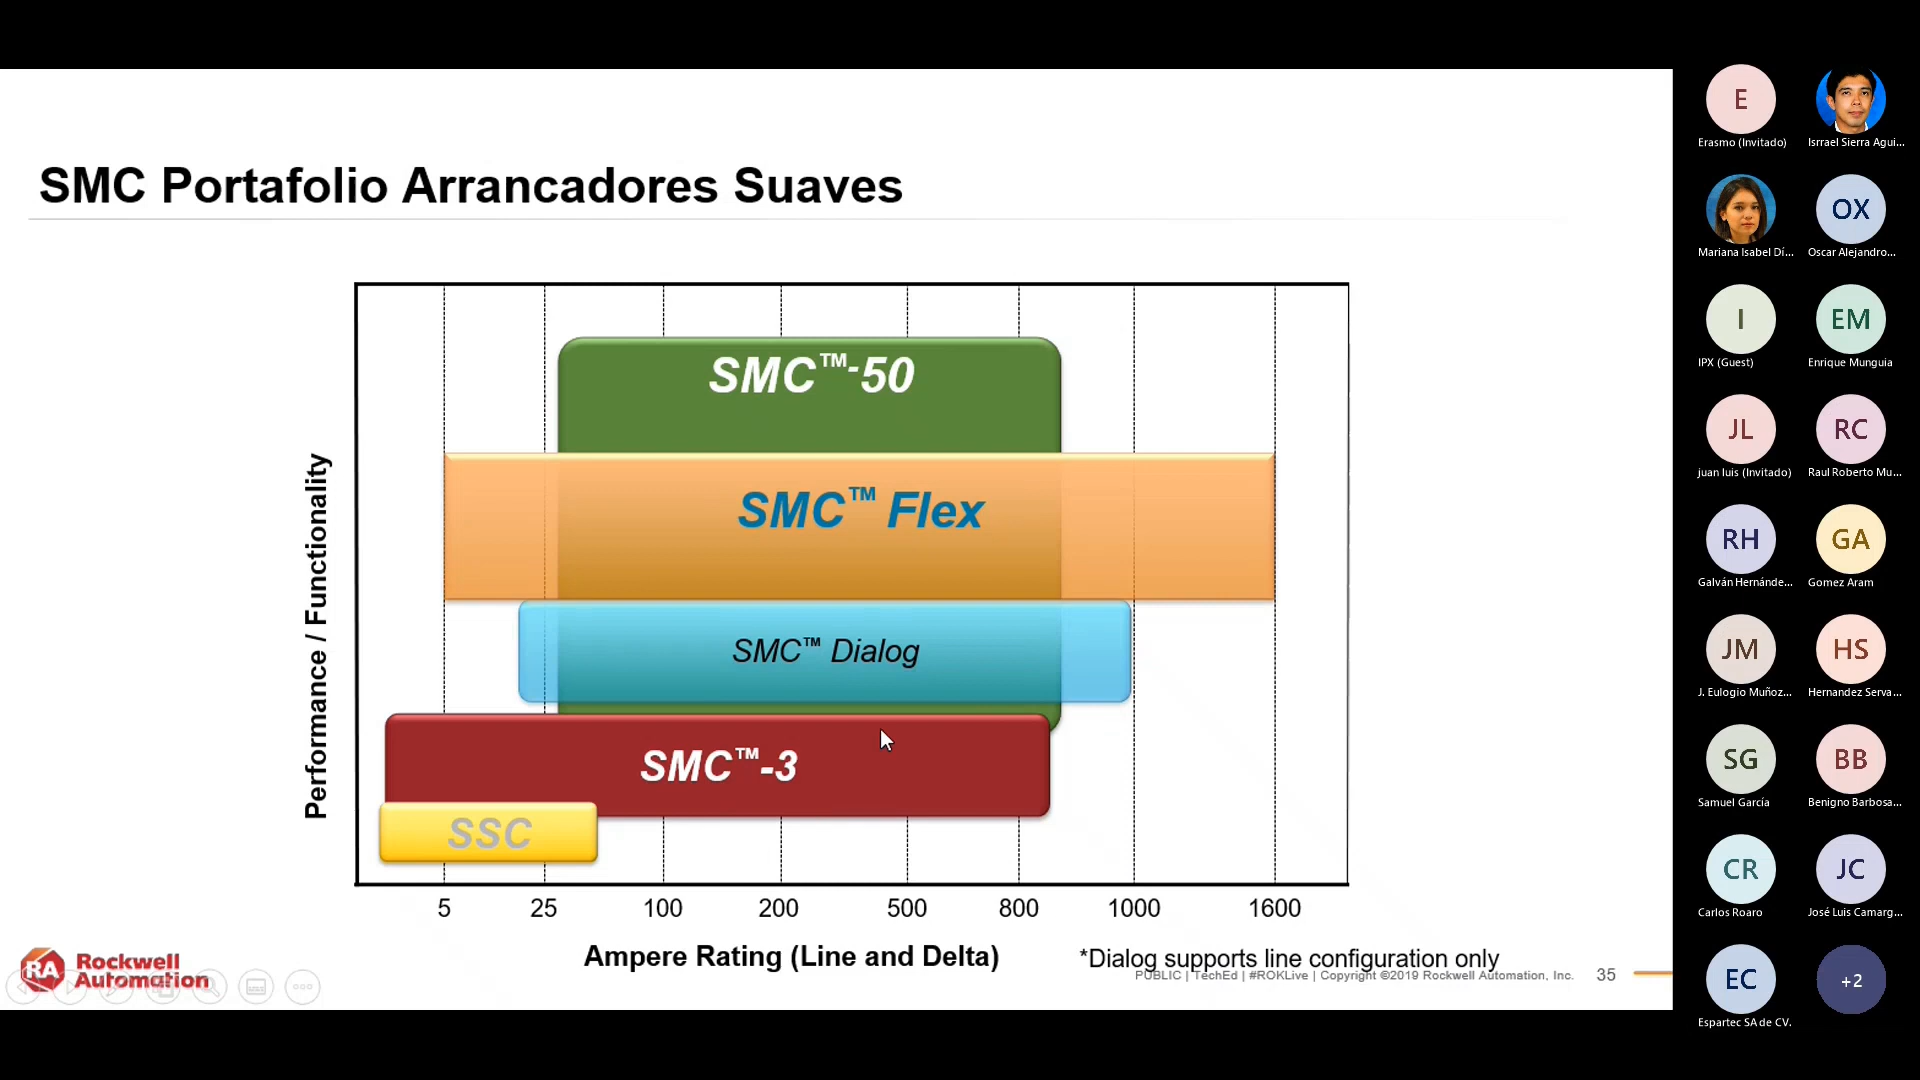 SMC Portafolio Arrancadores Suaves
Performance / Functionality
SMC™-50
SMC™ Flex
SMC™ Dialog
SMC™-3
SSC
5 25 100 200 500 800 1000 1600
Ampere Rating (Line and Delta)
*Dialog supports line configuration only
RA Rockwell
Automation
PUBLIC | TechEd | #ROKLive | Copyright ©2019 Rockwell Automation, Inc. 35
E
Erasmo (Invitado)
Isrrael Sierra Agui...
Mariana Isabel Dí...
OX
Oscar Alejandro...
I
IPX (Guest)
EM
Enrique Munguia
JL
juan luis (Invitado)
RC
Raul Roberto Mu...
RH
Galván Hernánde...
GA
Gomez Aram
JM
J. Eulogio Muñoz...
HS
Hernandez Serva...
SG
Samuel García
BB
Benigno Barbosa...
CR
Carlos Roaro
JC
José Luis Camarg...
EC
Espartec SA de CV.
+2